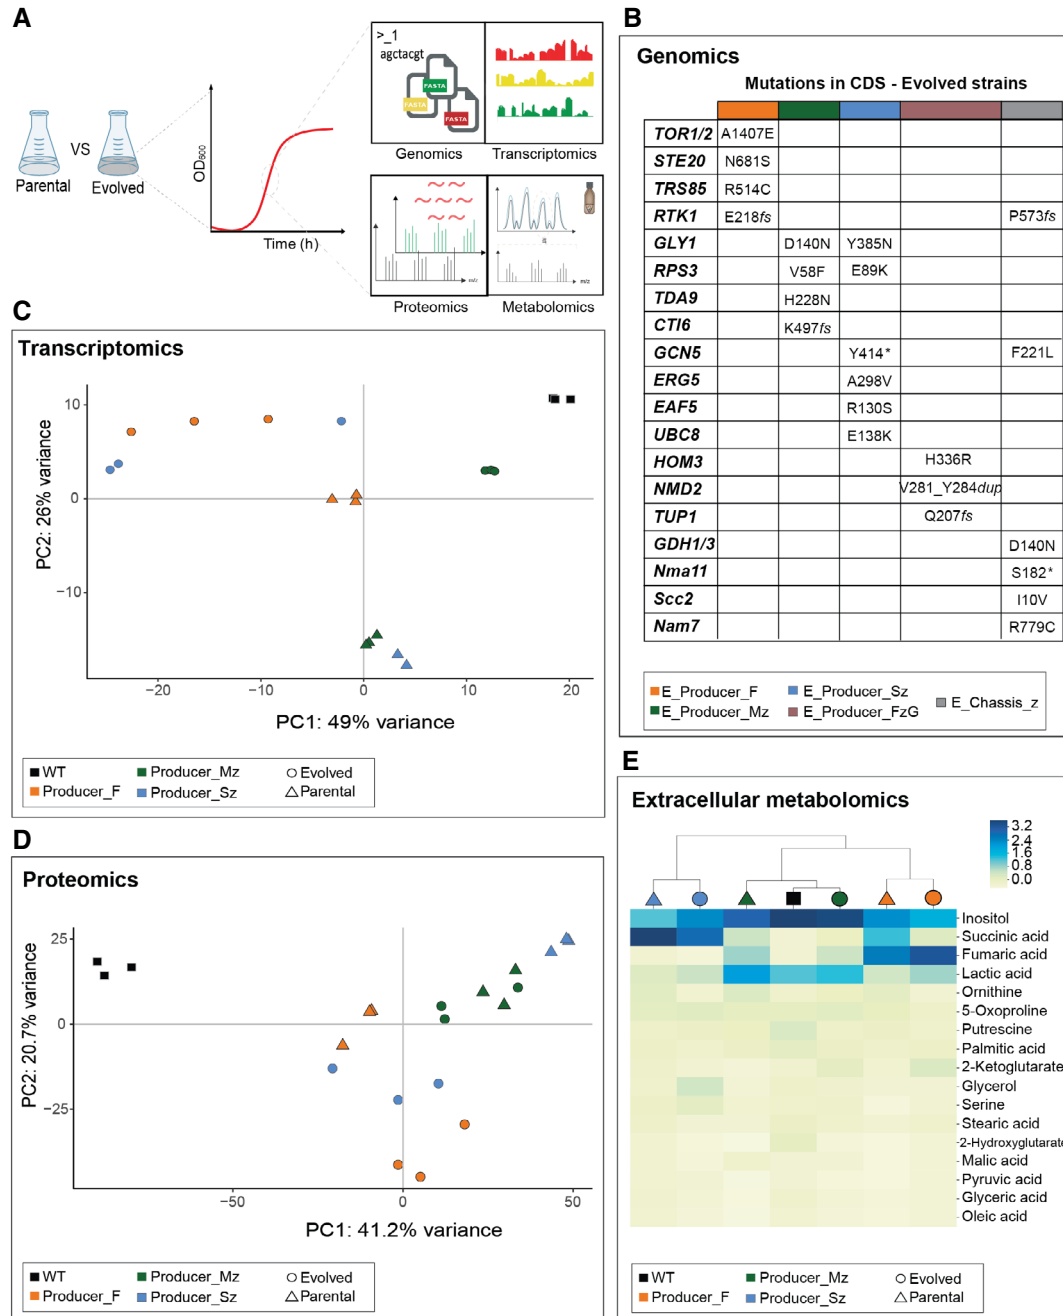 A
>_1
agctacgt
FASTA
FASTA
FASTA
Genomics
Transcriptomics
VS
Parental
Evolved
OD600
Time (h)
m/z
m/z
m/z
Proteomics
Metabolomics
B
Genomics
Mutations in CDS - Evolved strains
TOR1/2 A1407E
STE20 N681S
TRS85 R514C
RTK1 E218fs P573fs
GLY1 D140N Y385N
RPS3 V58F E89K
TDA9 H228N
CTI6 K497fs
GCN5 Y414* F221L
ERG5 A298V
EAF5 R130S
UBC8 E138K
HOM3 H336R
NMD2 V281_Y284dup
TUP1 Q207fs
GDH1/3 D140N
Nma11 S182*
Scc2 I10V
Nam7 R779C
E_Producer_F E_Producer_Sz E_Chassis_z
E_Producer_Mz E_Producer_FzG
C
Transcriptomics
PC2: 26% variance
10
0
−10
−20 −10 0 10 20
PC1: 49% variance
WT Producer_Mz Evolved
Producer_F Producer_Sz Parental
D
Proteomics
PC2: 20.7% variance
25
0
−25
−50 0 50
PC1: 41.2% variance
WT Producer_Mz Evolved
Producer_F Producer_Sz Parental
E
Extracellular metabolomics
3.2
2.4
1.6
0.8
0.0
Inositol
Succinic acid
Fumaric acid
Lactic acid
Ornithine
5-Oxoproline
Putrescine
Palmitic acid
2-Ketoglutarate
Glycerol
Serine
Stearic acid
2-Hydroxyglutarate
Malic acid
Pyruvic acid
Glyceric acid
Oleic acid
WT Producer_Mz Evolved
Producer_F Producer_Sz Parental